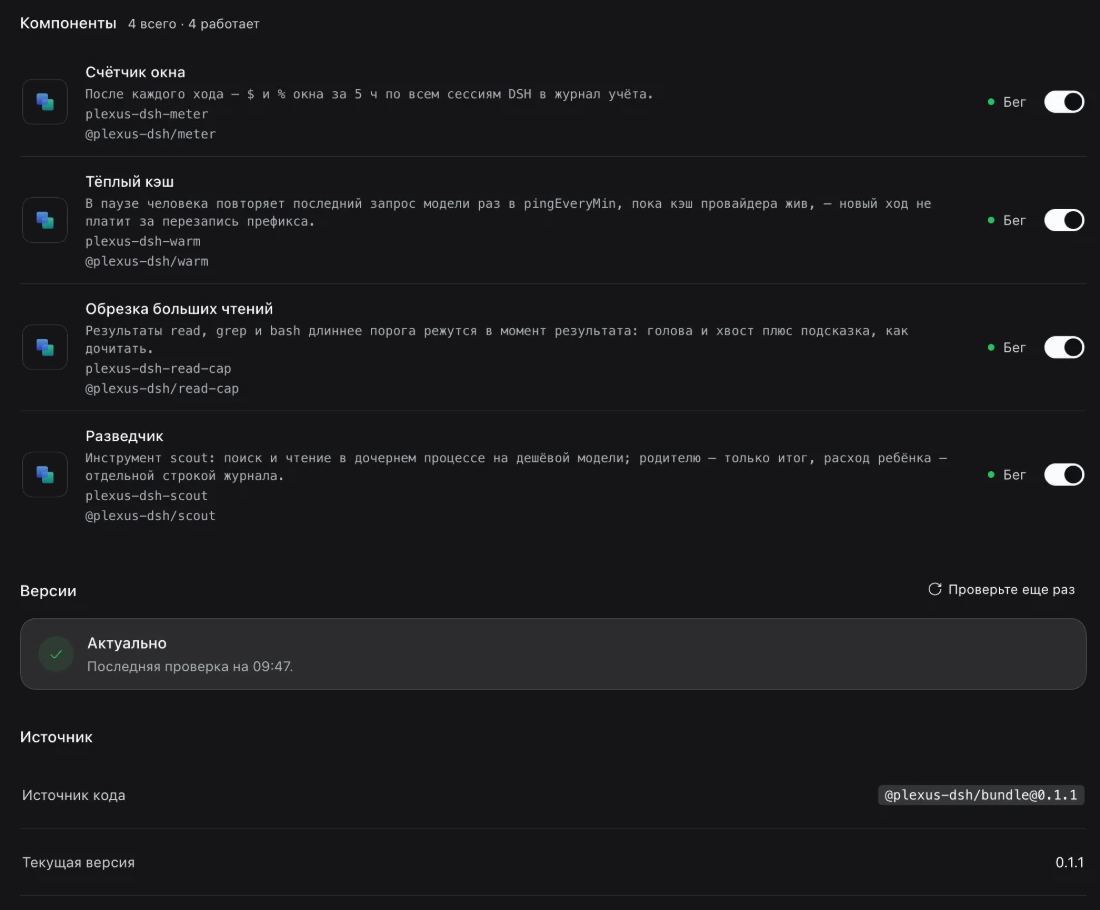 Компоненты 4 всего · 4 работает
Счётчик окна
После каждого хода — $ и % окна за 5 ч по всем сессиям DSH в журнал учёта.
plexus-dsh-meter
@plexus-dsh/meter
Бег
Тёплый кэш
В паузе человека повторяет последний запрос модели раз в pingEveryMin, пока кэш провайдера жив, — новый ход не
платит за перезапись префикса.
plexus-dsh-warm
@plexus-dsh/warm
Бег
Обрезка больших чтений
Результаты read, grep и bash длиннее порога режутся в момент результата: голова и хвост плюс подсказка, как
дочитать.
plexus-dsh-read-cap
@plexus-dsh/read-cap
Бег
Разведчик
Инструмент scout: поиск и чтение в дочернем процессе на дешёвой модели; родителю — только итог, расход ребёнка —
отдельной строкой журнала.
plexus-dsh-scout
@plexus-dsh/scout
Бег
Версии
Проверьте еще раз
Актуально
Последняя проверка на 09:47.
Источник
Источник кода
@plexus-dsh/bundle@0.1.1
Текущая версия
0.1.1